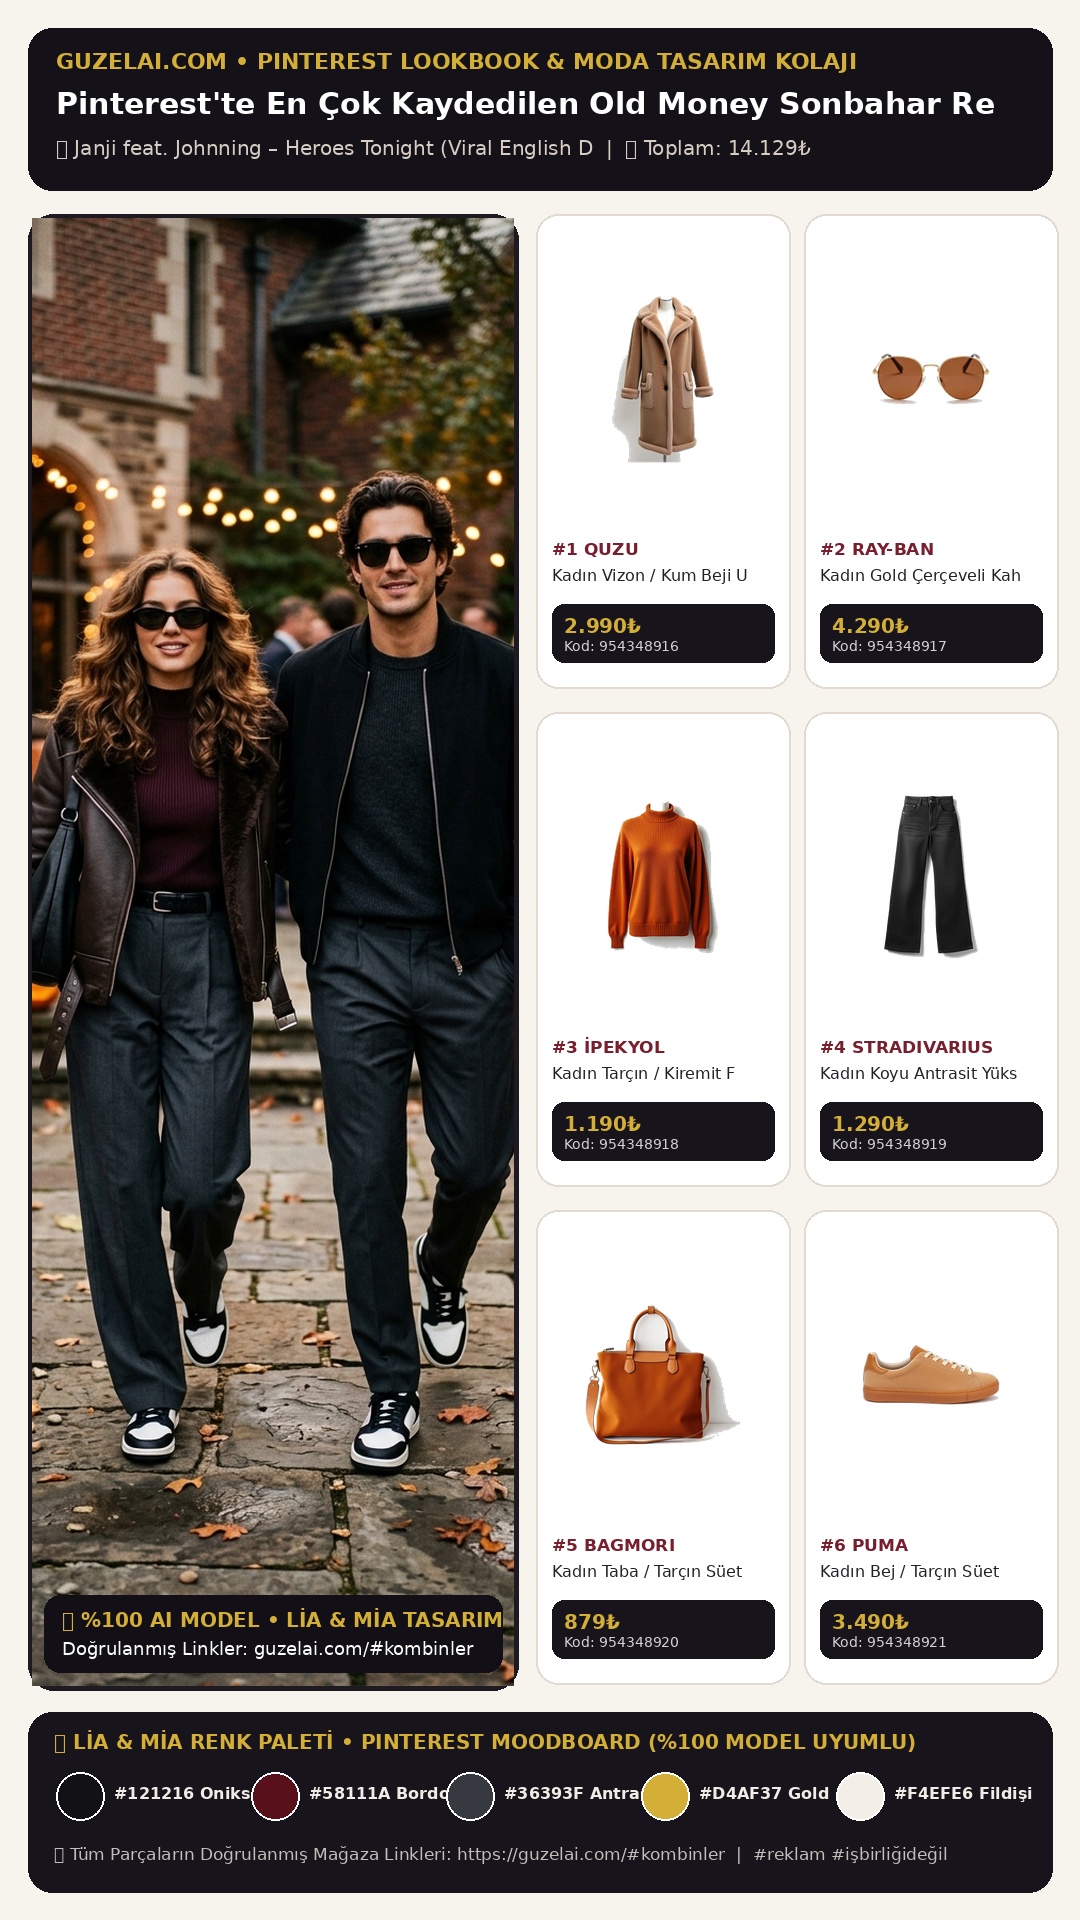 GUZELAI.COM • PINTEREST LOOKBOOK & MODA TASARIM KOLAJI
Pinterest'te En Çok Kaydedilen Old Money Sonbahar Re
Janji feat. Johnning – Heroes Tonight (Viral English D | Toplam: 14.129₺
#1 QUZU
Kadın Vizon / Kum Beji U
2.990₺
Kod: 954348916
#2 RAY-BAN
Kadın Gold Çerçeveli Kah
4.290₺
Kod: 954348917
#3 İPEKYOL
Kadın Tarçın / Kiremit F
1.190₺
Kod: 954348918
#4 STRADIVARIUS
Kadın Koyu Antrasit Yüks
1.290₺
Kod: 954348919
#5 BAGMORI
Kadın Taba / Tarçın Süet
879₺
Kod: 954348920
#6 PUMA
Kadın Bej / Tarçın Süet
3.490₺
Kod: 954348921
%100 AI MODEL • LİA & MİA TASARIM
Doğrulanmış Linkler: guzelai.com/#kombinler
LİA & MİA RENK PALETİ • PINTEREST MOODBOARD (%100 MODEL UYUMLU)
#121216 Oniks #58111A Bordo #36393F Antra #D4AF37 Gold #F4EFE6 Fildişi
Tüm Parçaların Doğrulanmış Mağaza Linkleri: https://guzelai.com/#kombinler | #reklam #işbirliğideğil